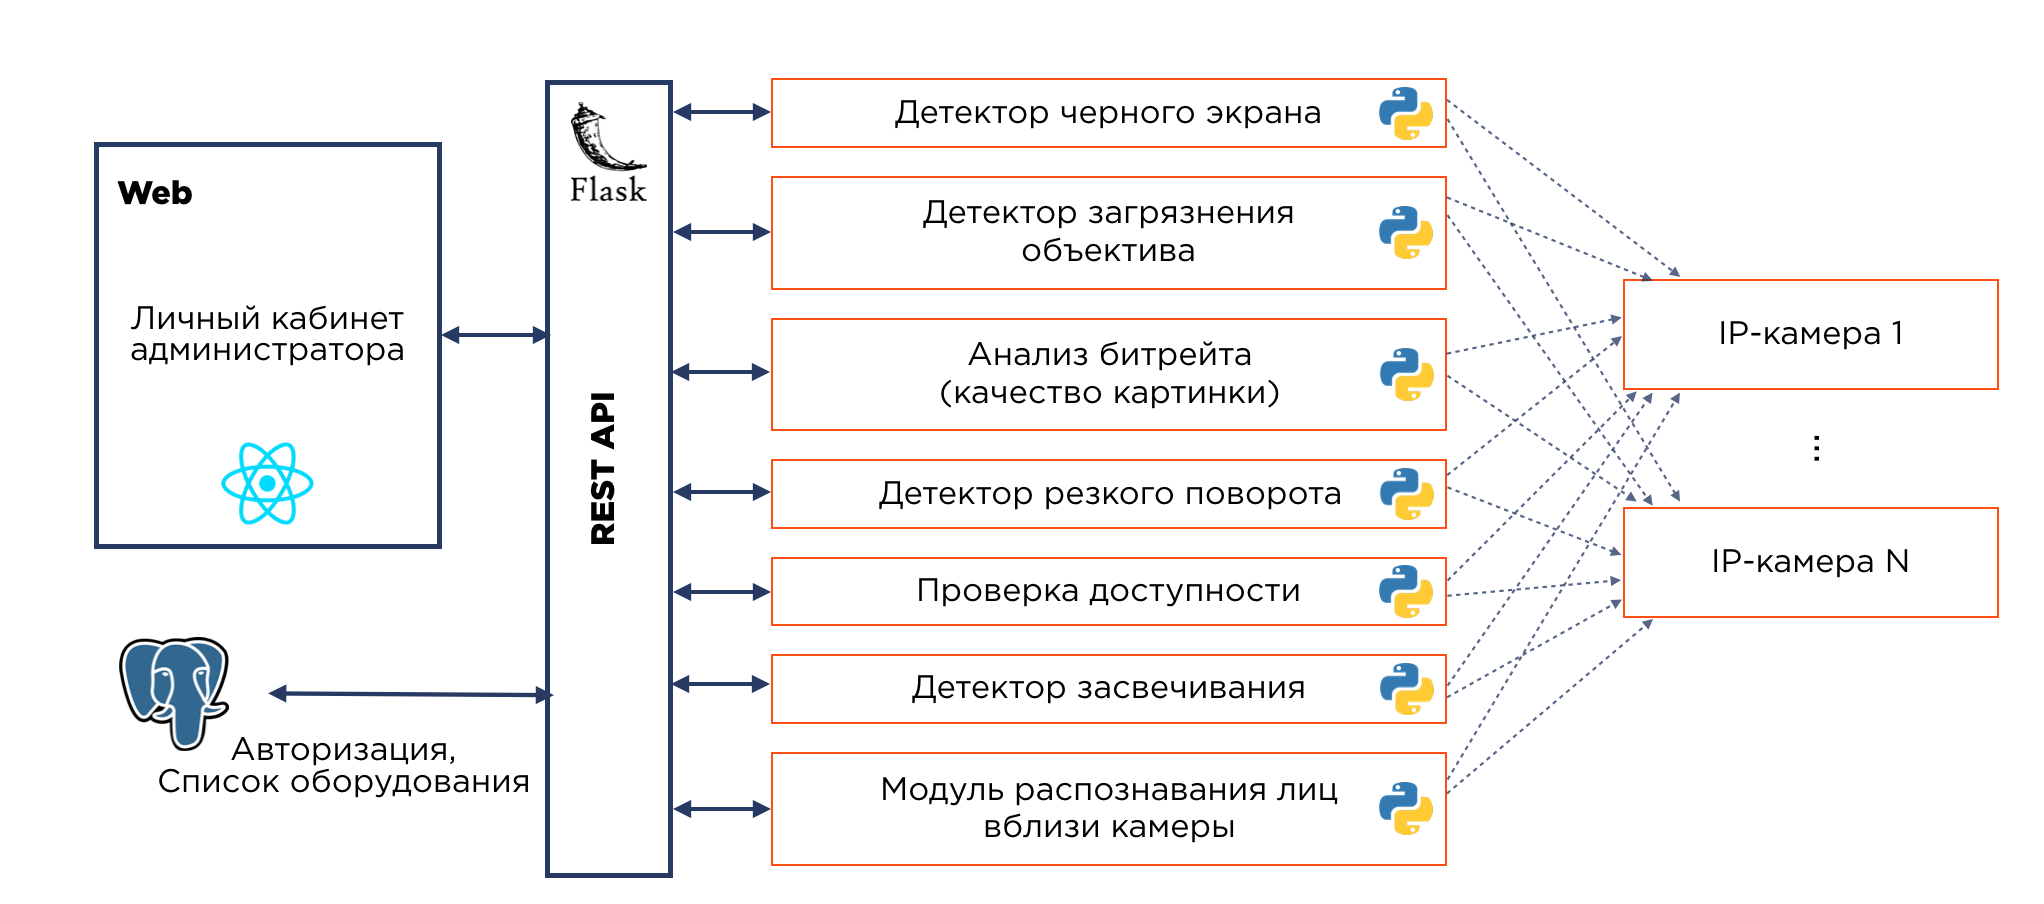 Web
Личный кабинет
администратора
Авторизация,
Список оборудования
Flask
REST API
Детектор черного экрана
Детектор загрязнения
объектива
Анализ битрейта
(качество картинки)
Детектор резкого поворота
Проверка доступности
Детектор засвечивания
Модуль распознавания лиц
вблизи камеры
IP-камера 1
...
IP-камера N